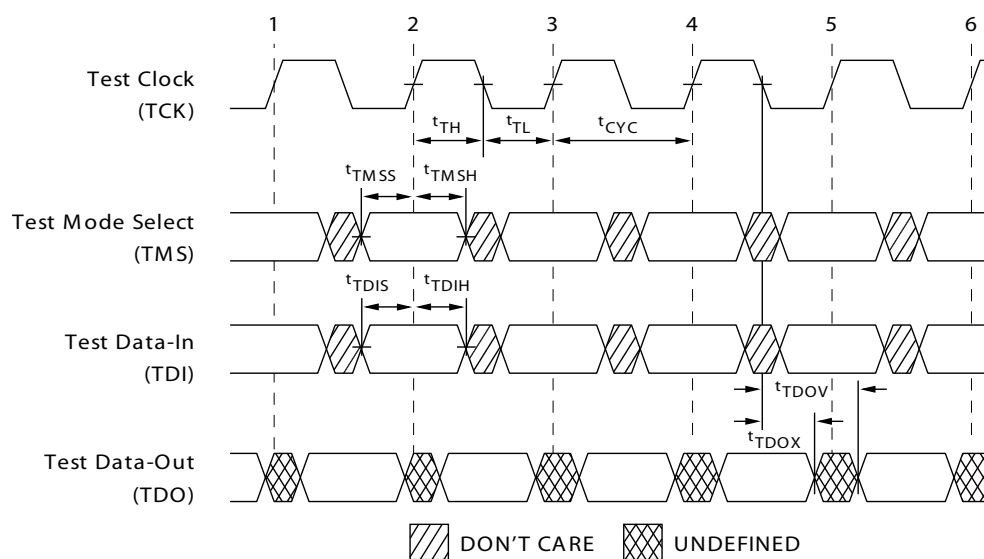 1 2 3 4 5 6
Test Clock
(TCK)
tTH tTL tCYC
tTMSS tTMSH
Test Mode Select
(TMS)
tTDIS tTDIH
Test Data-In
(TDI)
tTDOV
tTDOX
Test Data-Out
(TDO)
DON'T CARE UNDEFINED